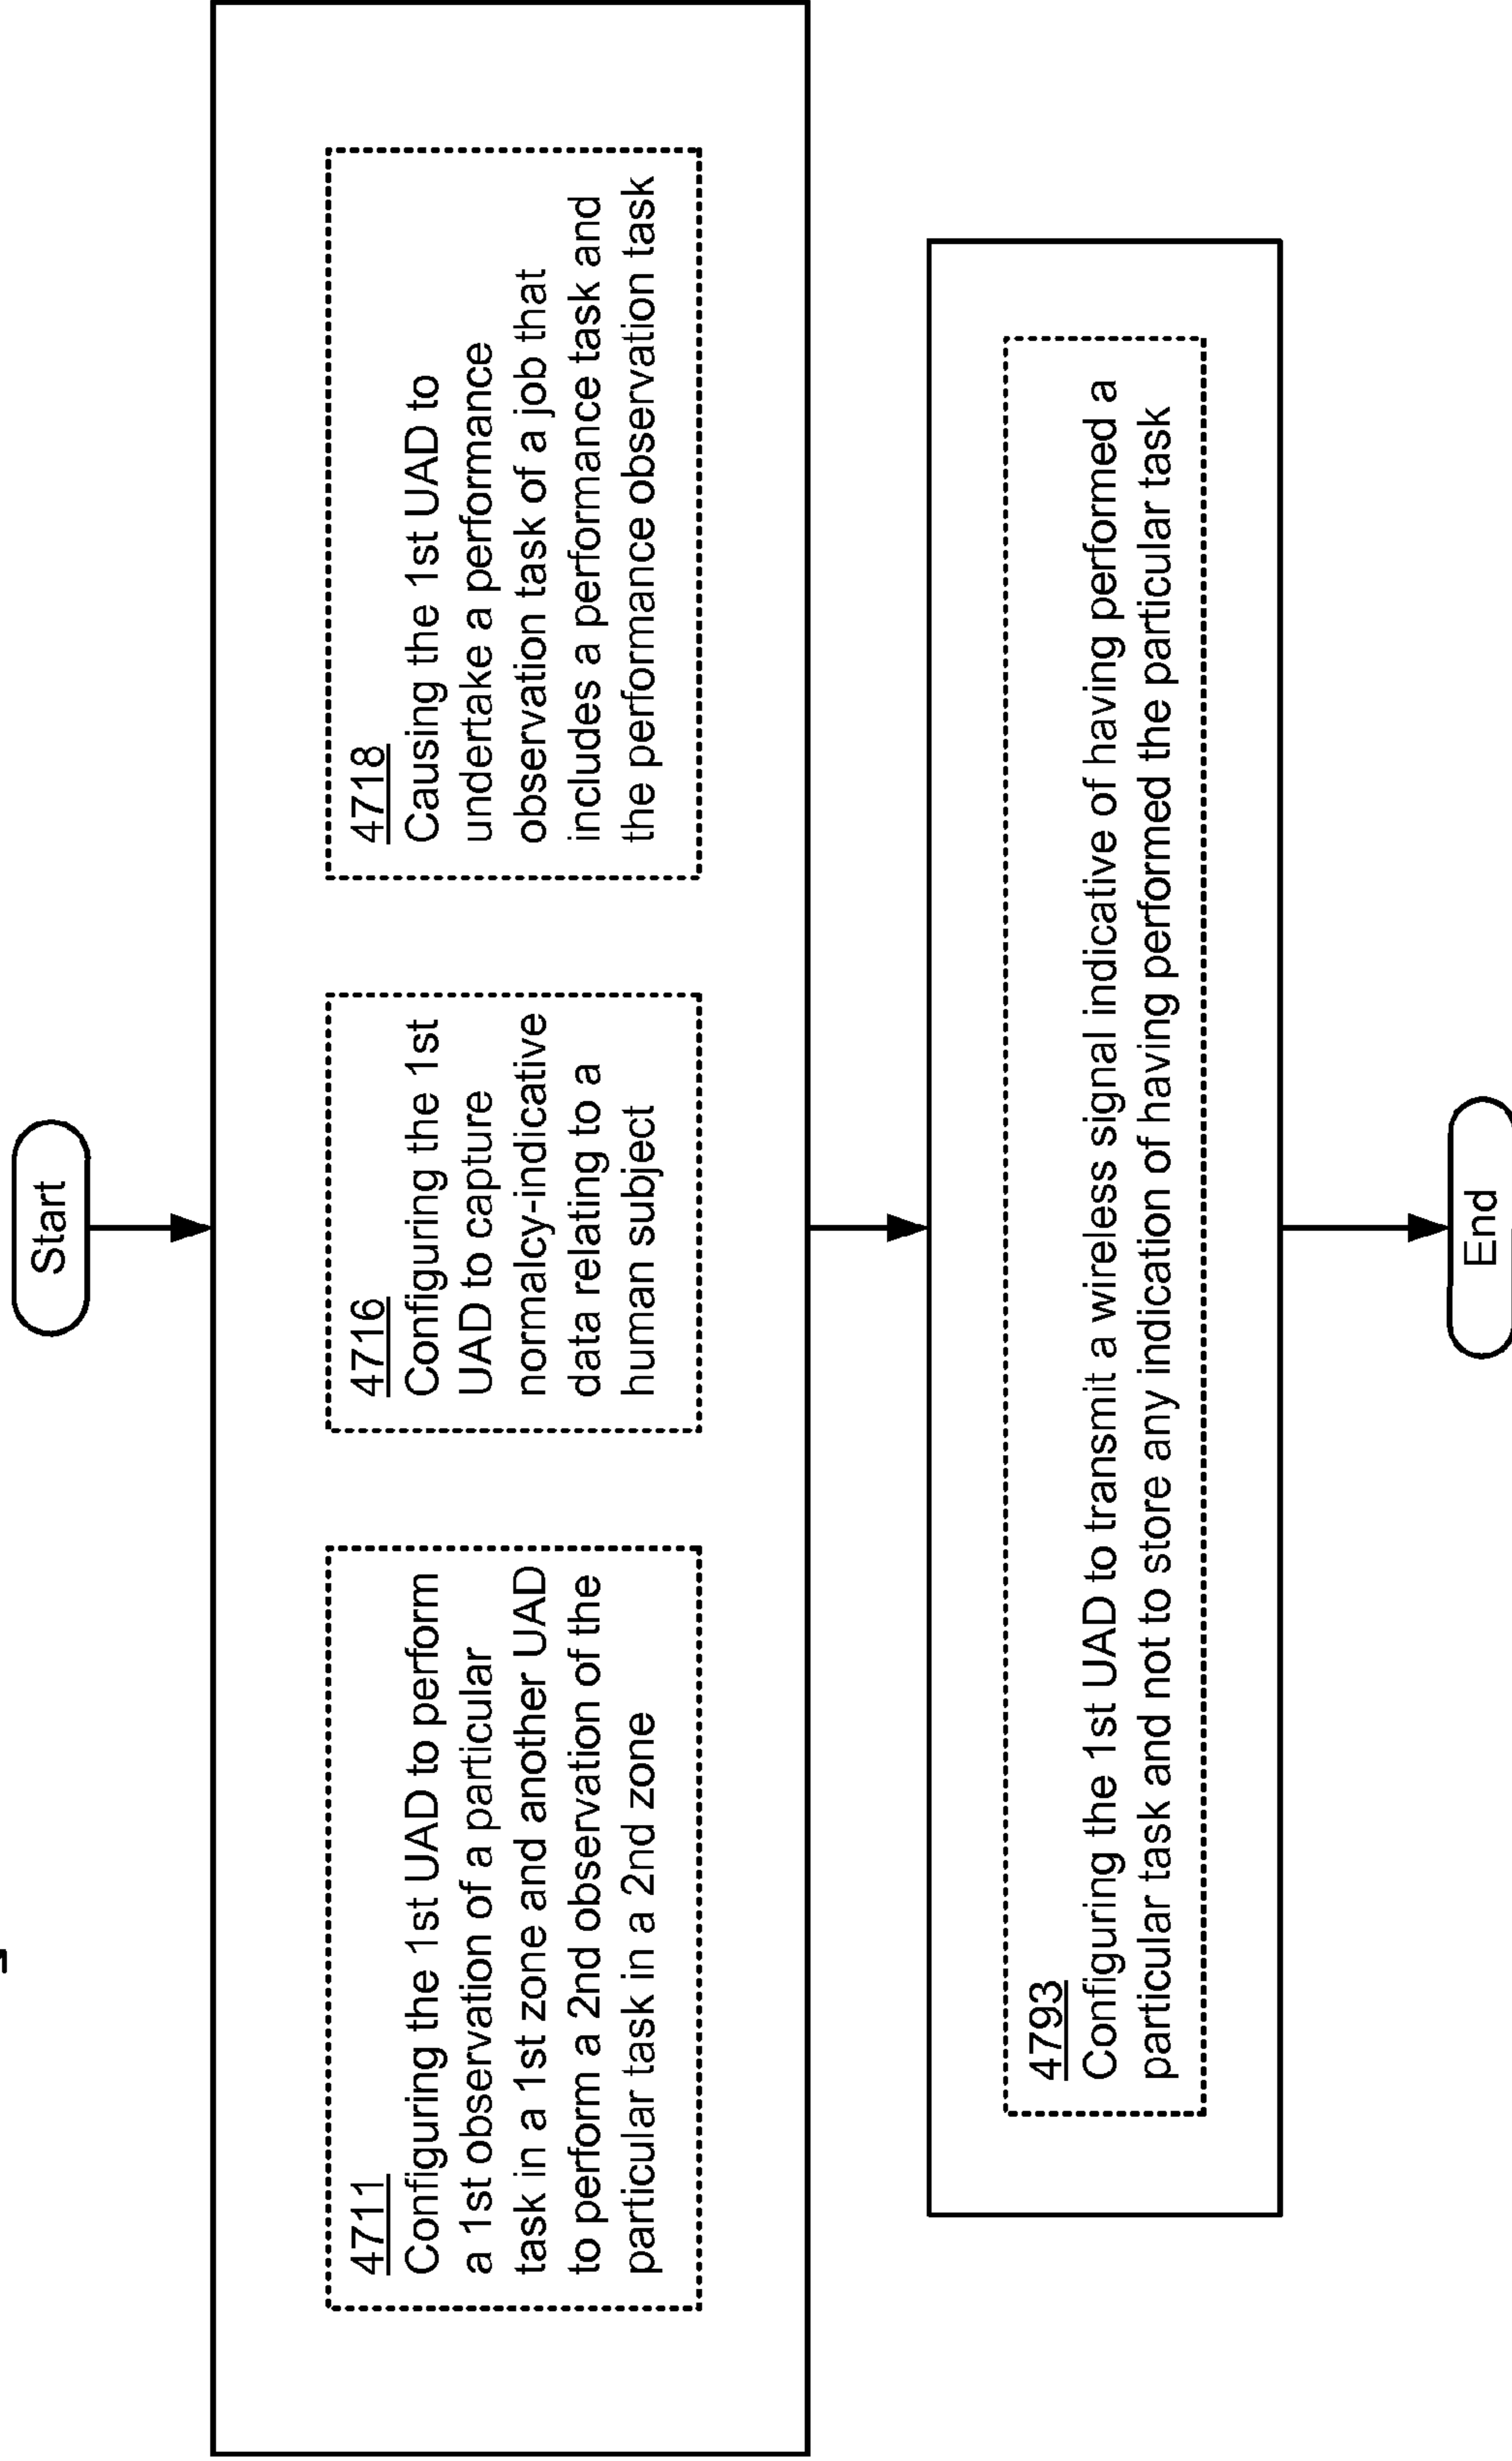 Start
4711
Configuring the 1st UAD to perform
a 1st observation of a particular
task in a 1st zone and another UAD
to perform a 2nd observation of the
particular task in a 2nd zone
4716
Configuring the 1st
UAD to capture
normalcy-indicative
data relating to a
human subject
4718
Causing the 1st UAD to
undertake a performance
observation task of a job that
includes a performance task and
the performance observation task
4793
Configuring the 1st UAD to transmit a wireless signal indicative of having performed a
particular task and not to store any indication of having performed the particular task
End